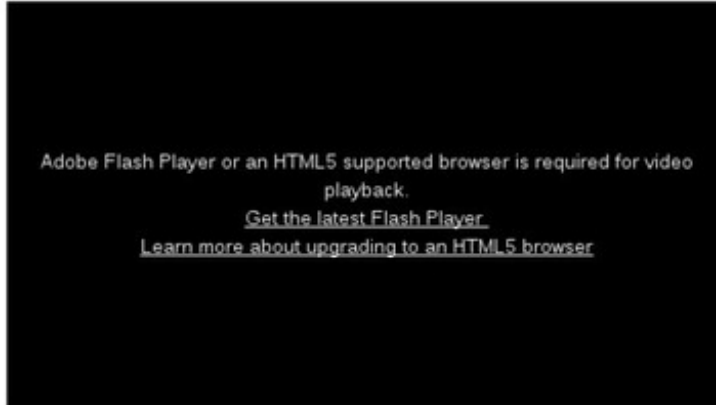 Adobe Flash Player or an HTML5 supported browser is required for video
playback.
Get the latest Flash Player
Learn more about upgrading to an HTML5 browser